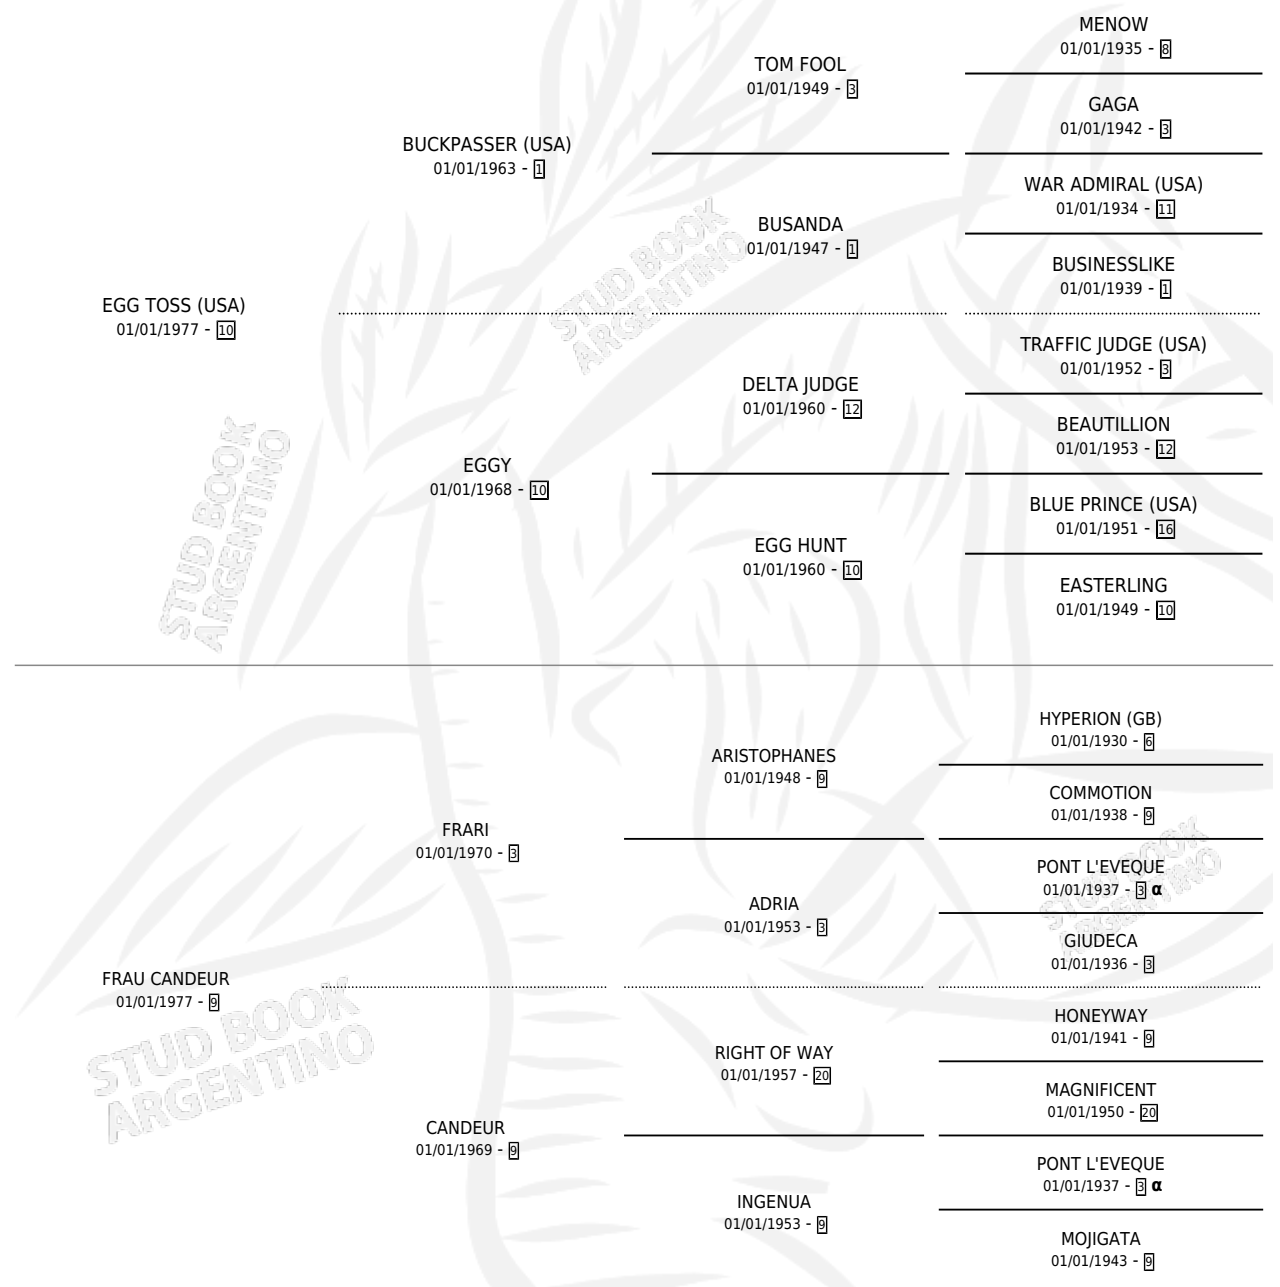 MENOW
01/01/1935 - 8
TOM FOOL
01/01/1949 - 3
GAGA
01/01/1942 - 3
BUCKPASSER (USA)
01/01/1963 - 1
WAR ADMIRAL (USA)
01/01/1934 - 11
BUSANDA
01/01/1947 - 1
BUSINESSLIKE
01/01/1939 - 1
EGG TOSS (USA)
01/01/1977 - 10
TRAFFIC JUDGE (USA)
01/01/1952 - 3
DELTA JUDGE
01/01/1960 - 12
BEAUTILLION
01/01/1953 - 12
EGGY
01/01/1968 - 10
BLUE PRINCE (USA)
01/01/1951 - 16
EGG HUNT
01/01/1960 - 10
EASTERLING
01/01/1949 - 10
HYPERION (GB)
01/01/1930 - 6
ARISTOPHANES
01/01/1948 - 9
COMMOTION
01/01/1938 - 9
FRARI
01/01/1970 - 3
PONT L'EVEQUE
01/01/1937 - 3 α
ADRIA
01/01/1953 - 3
GIUDECA
01/01/1936 - 3
FRAU CANDEUR
01/01/1977 - 9
HONEYWAY
01/01/1941 - 9
RIGHT OF WAY
01/01/1957 - 20
MAGNIFICENT
01/01/1950 - 20
CANDEUR
01/01/1969 - 9
PONT L'EVEQUE
01/01/1937 - 3 α
INGENUA
01/01/1953 - 9
MOJIGATA
01/01/1943 - 9
STUD BOOK
ARGENTINO
STUD BOOK
ARGENTINO
STUD BOOK
ARGENTINO
STUD BOOK
ARGENTINO